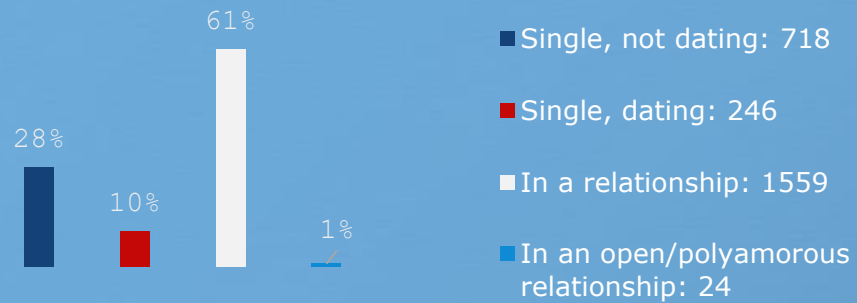 61%
28%
10%
1%
Single, not dating: 718
Single, dating: 246
In a relationship: 1559
In an open/polyamorous
relationship: 24